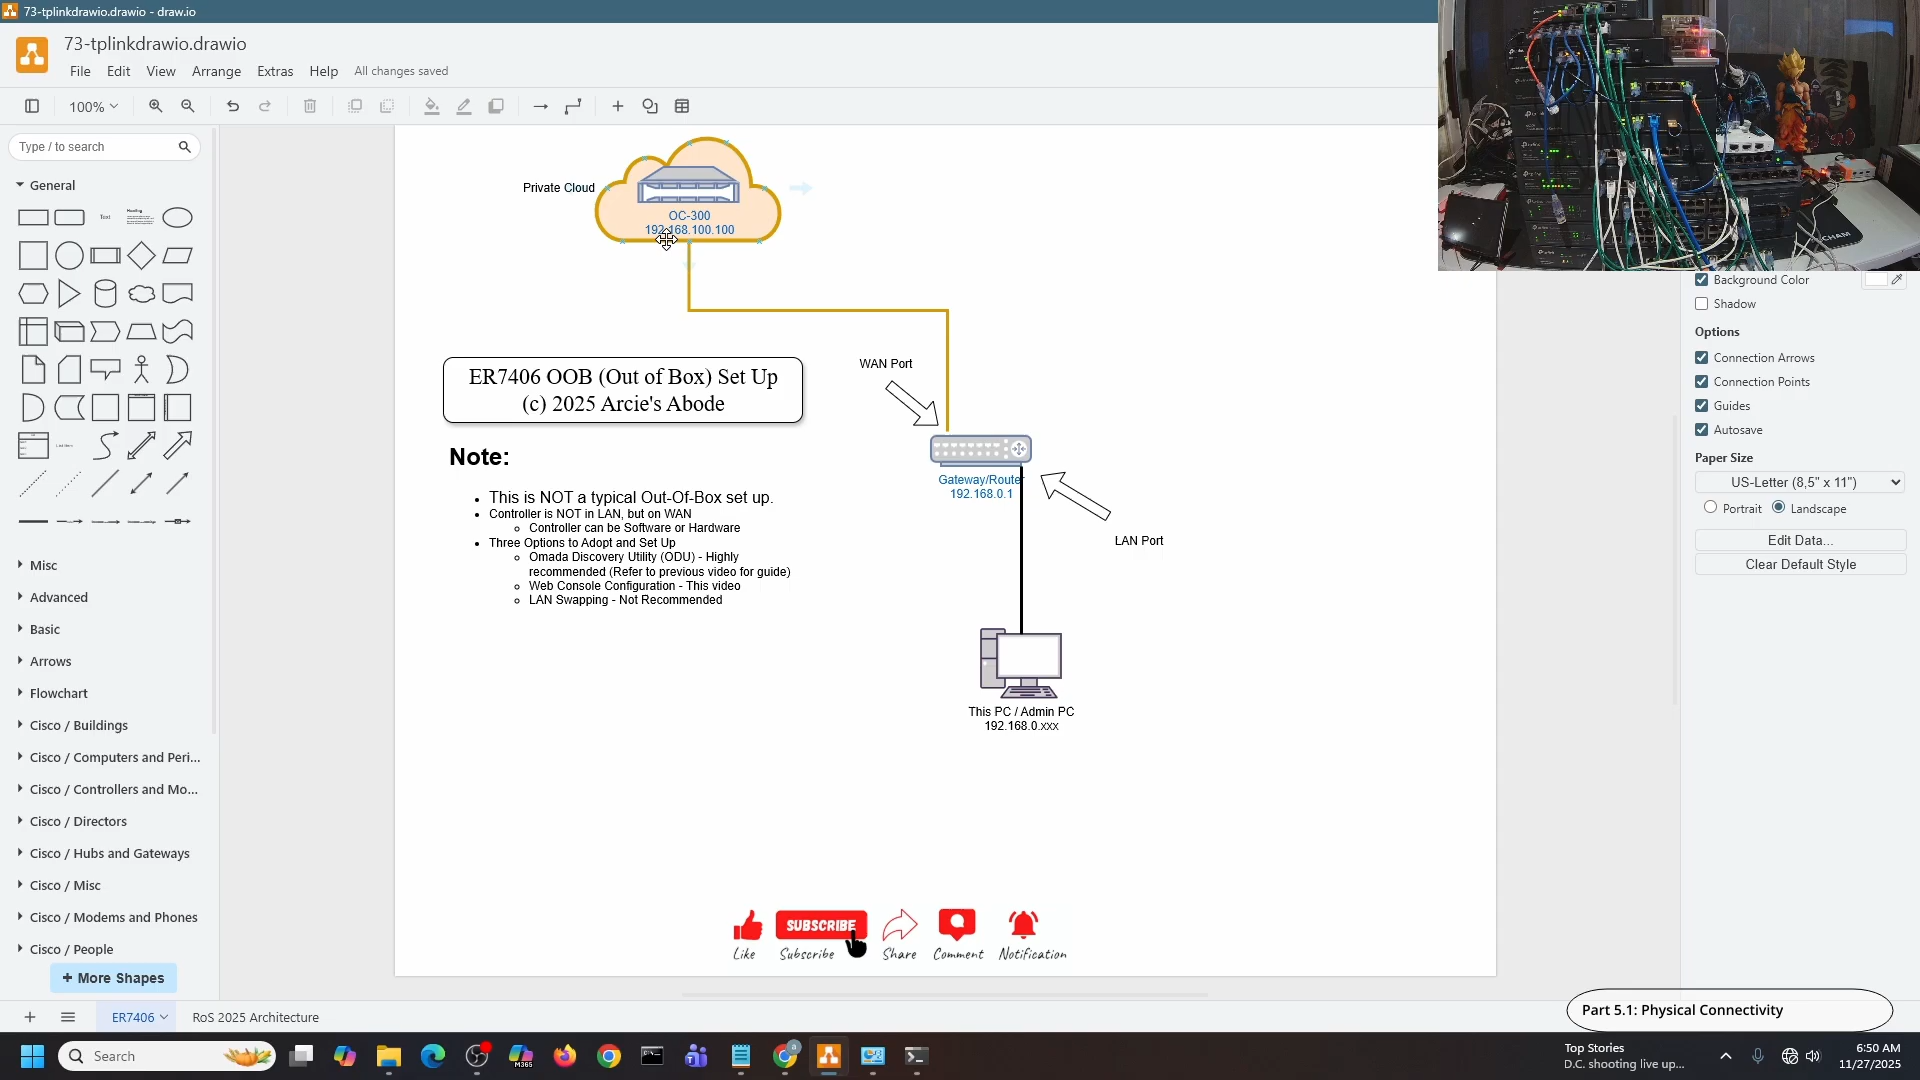 73-tplinkdrawio.drawio - draw.io
73-tplinkdrawio.drawio
File Edit View Arrange Extras Help All changes saved
100%
Type / to search
General
Text
Heading
Misc
Advanced
Basic
Arrows
Flowchart
Cisco / Buildings
Cisco / Computers and Peri...
Cisco / Controllers and Mo...
Cisco / Directors
Cisco / Hubs and Gateways
Cisco / Misc
Cisco / Modems and Phones
Cisco / People
+ More Shapes
Private Cloud
OC-300
192.168.100.100
ER7406 OOB (Out of Box) Set Up
(c) 2025 Arcie's Abode
Note:
• This is NOT a typical Out-Of-Box set up.
• Controller is NOT in LAN, but on WAN
o Controller can be Software or Hardware
• Three Options to Adopt and Set Up
o Omada Discovery Utility (ODU) - Highly
recommended (Refer to previous video for guide)
o Web Console Configuration - This video
o LAN Swapping - Not Recommended
WAN Port
Gateway/Router
192.168.0.1
LAN Port
This PC / Admin PC
192.168.0.xxx
SUBSCRIBE
Like Subscribe Share Comment Notification
Background Color
Shadow
Options
Connection Arrows
Connection Points
Guides
Autosave
Paper Size
US-Letter (8,5" x 11")
Portrait Landscape
Edit Data...
Clear Default Style
ER7406 RoS 2025 Architecture
Part 5.1: Physical Connectivity
Search
M365
Top Stories
D.C. shooting live up...
6:50 AM
11/27/2025